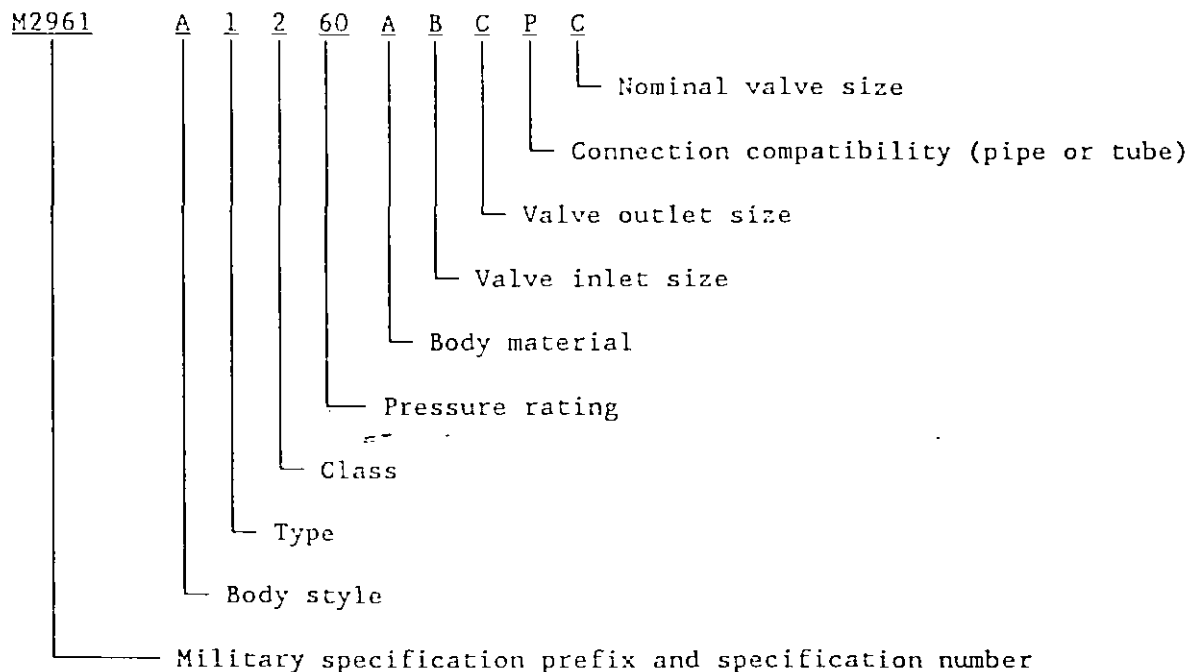 M2961 A 1 2 60 A B C P C
Nominal valve size
Connection compatibility (pipe or tube)
Valve outlet size
Valve inlet size
Body material
Pressure rating
Class
Type
Body style
Military specification prefix and specification number